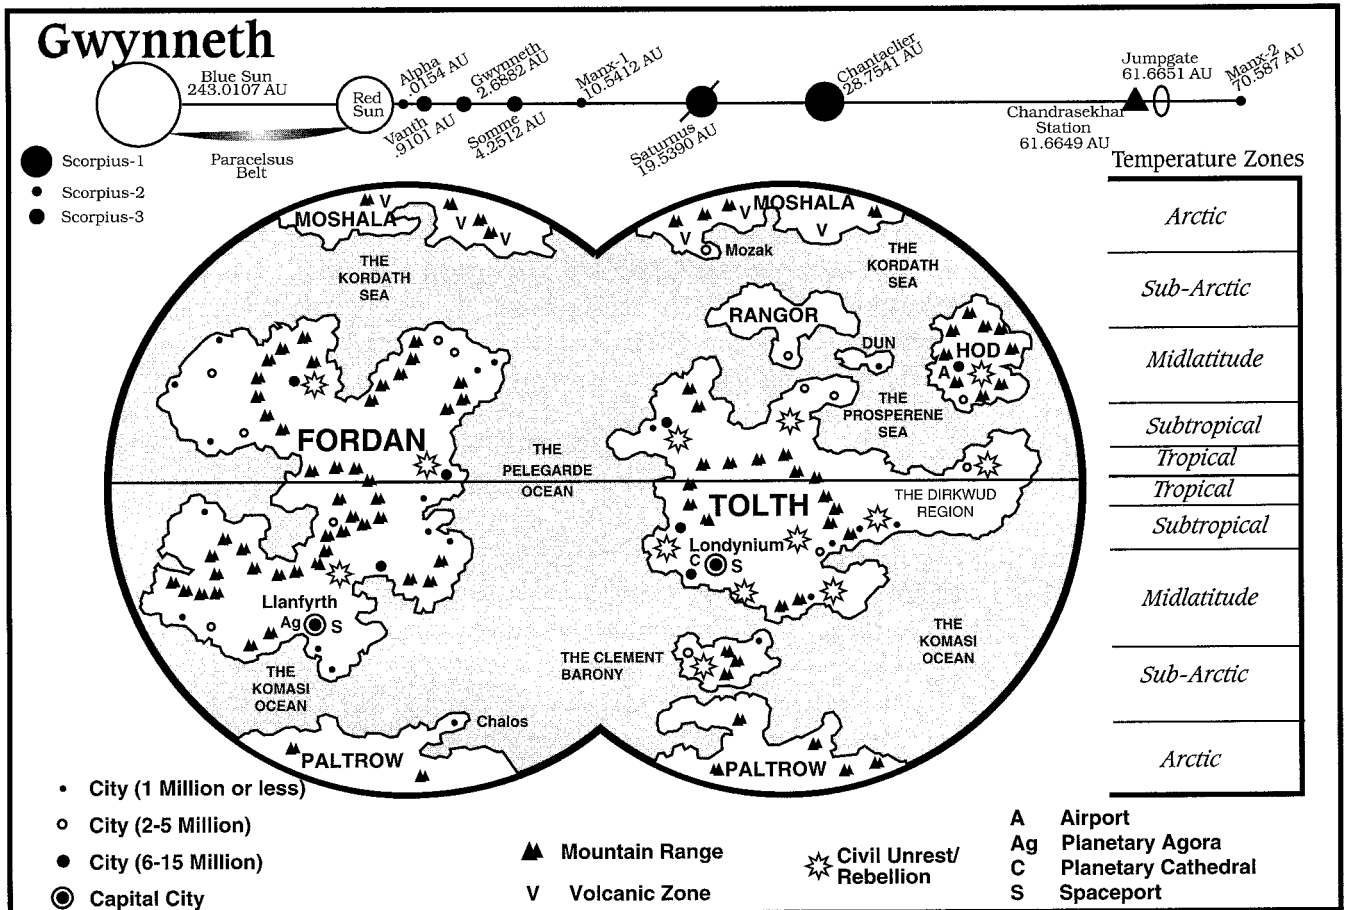 Gwynneth
Blue Sun
243.0107 AU
Red
Sun
Alpha
.0154 AU
Vanth
.9101 AU
Gwynneth
2.6882 AU
Somme
4.2512 AU
Manx-1
10.5412 AU
Saturnus
19.5390 AU
Chantaclier
28.7541 AU
Jumpgate
61.6651 AU
Chandrasekhar
Station
61.6649 AU
Manx-2
70.587 AU
Paracelsus
Belt
Scorpius-1
Scorpius-2
Scorpius-3
Temperature Zones
Arctic
Sub-Arctic
Midlatitude
Subtropical
Tropical
Tropical
Subtropical
Midlatitude
Sub-Arctic
Arctic
V
MOSHALA
V
V
THE
KORDATH
SEA
V
MOSHALA
V
V
Mozak
THE
KORDATH
SEA
RANGOR
DUN
HOD
A
THE
PROSPERENE
SEA
FORDAN
THE
PELEGARDE
OCEAN
TOLTH
THE DIRKWUD
REGION
Londynium
C
S
Llanfyrth
Ag
S
THE
KOMASI
OCEAN
THE CLEMENT
BARONY
THE
KOMASI
OCEAN
Chalos
PALTROW
PALTROW
City (1 Million or less)
City (2-5 Million)
City (6-15 Million)
Capital City
Mountain Range
V Volcanic Zone
Civil Unrest/
Rebellion
A Airport
Ag Planetary Agora
C Planetary Cathedral
S Spaceport